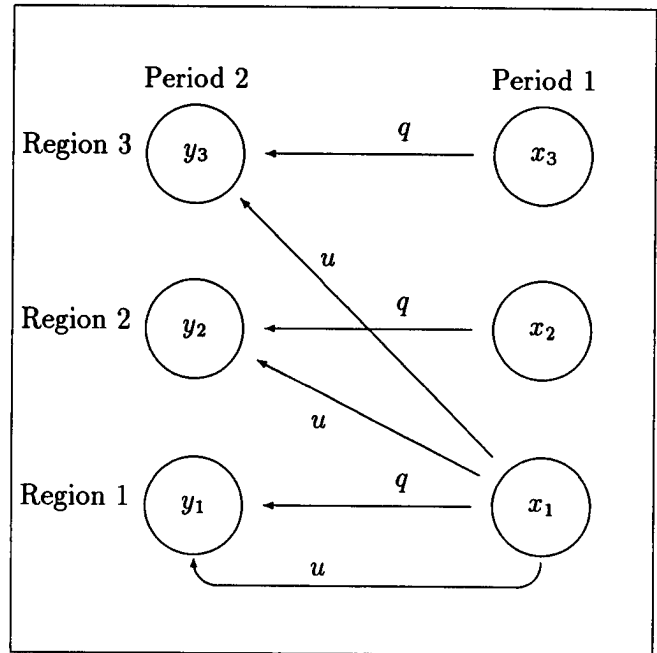 Period 2 Period 1
Region 3 y₃ q x₃
u
Region 2 y₂ q x₂
u
Region 1 y₁ q x₁
u